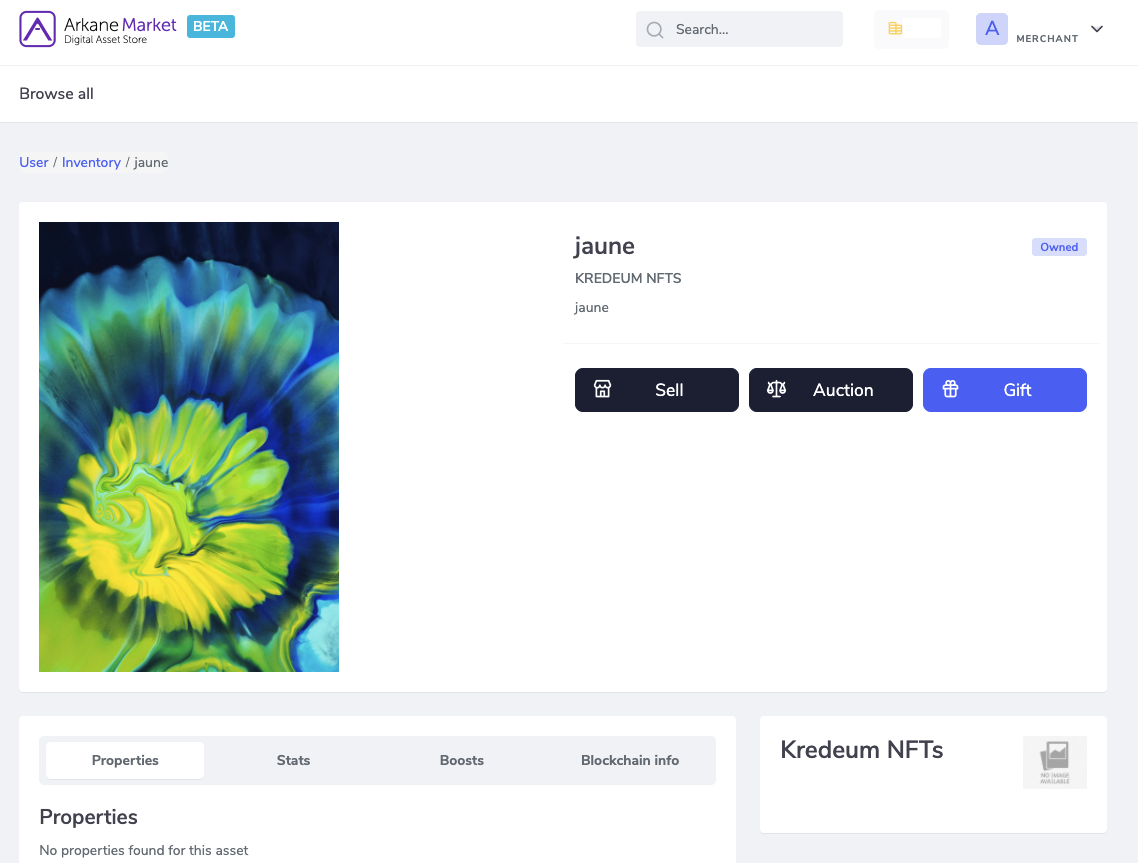 Arkane Market
Digital Asset Store
BETA
Search...
A
MERCHANT
Browse all
User / Inventory / jaune
jaune
Owned
KREDEUM NFTS
jaune
Sell
Auction
Gift
Properties
Stats
Boosts
Blockchain info
Properties
No properties found for this asset
Kredeum NFTs
NO IMAGE
AVAILABLE